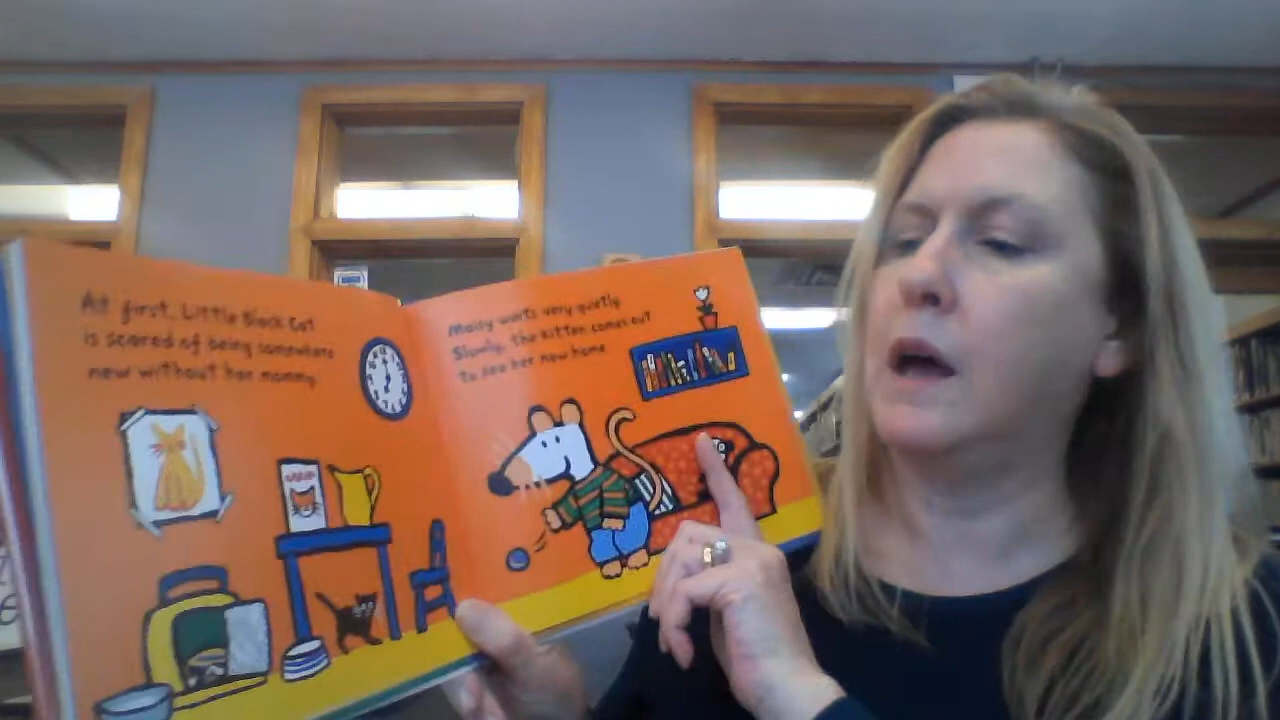 At first, Little Black Cat
is scared of being somewhere
new without her mommy.
Maisy waits very quietly.
Slowly, the kitten comes out
to see her new home.